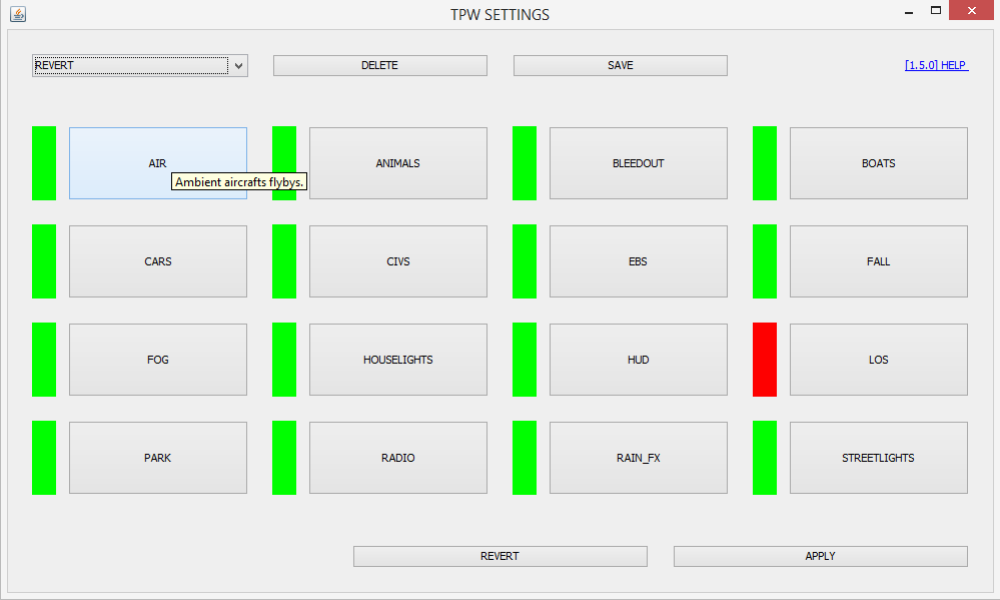 TPW SETTINGS
REVERT
DELETE
SAVE
[1.5.0] HELP
AIR
Ambient aircrafts flybys.
ANIMALS
BLEEDOUT
BOATS
CARS
CIVS
EBS
FALL
FOG
HOUSELIGHTS
HUD
LOS
PARK
RADIO
RAIN_FX
STREETLIGHTS
REVERT
APPLY